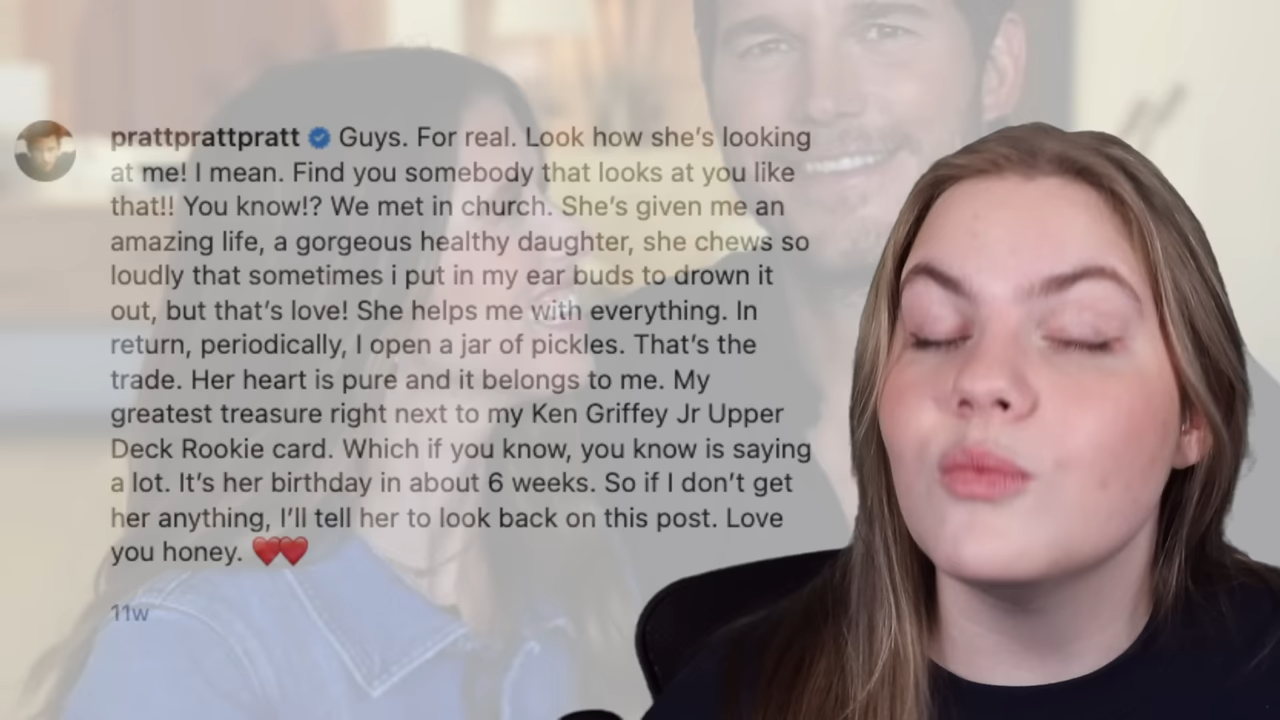 prattprattpratt Guys. For real. Look how she's looking
at me! I mean. Find you somebody that looks at you like
that!! You know!? We met in church. She's given me an
amazing life, a gorgeous healthy daughter, she chews so
loudly that sometimes i put in my ear buds to drown it
out, but that's love! She helps me with everything. In
return, periodically, I open a jar of pickles. That's the
trade. Her heart is pure and it belongs to me. My
greatest treasure right next to my Ken Griffey Jr Upper
Deck Rookie card. Which if you know, you know is saying
a lot. It's her birthday in about 6 weeks. So if I don't get
her anything, I'll tell her to look back on this post. Love
you honey. ❤️❤️
11w